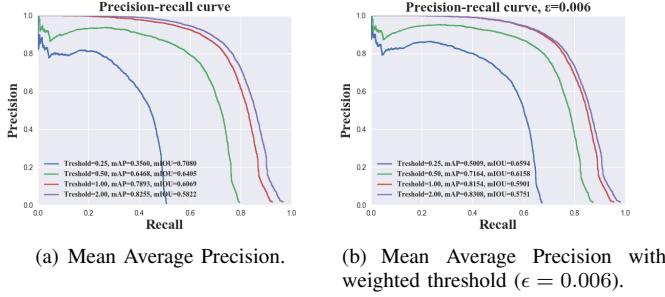 Precision-recall curve
Precision
1.0
0.8
0.6
0.4
0.2
0.0
Treshold=0.25, mAP=0.3560, mIOU=0.7080
Treshold=0.50, mAP=0.6468, mIOU=0.6405
Treshold=1.00, mAP=0.7893, mIOU=0.6069
Treshold=2.00, mAP=0.8255, mIOU=0.5822
0.0 0.2 0.4 0.6 0.8 1.0
Recall
(a) Mean Average Precision.
Precision-recall curve, ε=0.006
Precision
1.0
0.8
0.6
0.4
0.2
0.0
Treshold=0.25, mAP=0.5009, mIOU=0.6594
Treshold=0.50, mAP=0.7164, mIOU=0.6158
Treshold=1.00, mAP=0.8154, mIOU=0.5901
Treshold=2.00, mAP=0.8308, mIOU=0.5751
0.0 0.2 0.4 0.6 0.8 1.0
Recall
(b) Mean Average Precision with
weighted threshold (ϵ = 0.006).